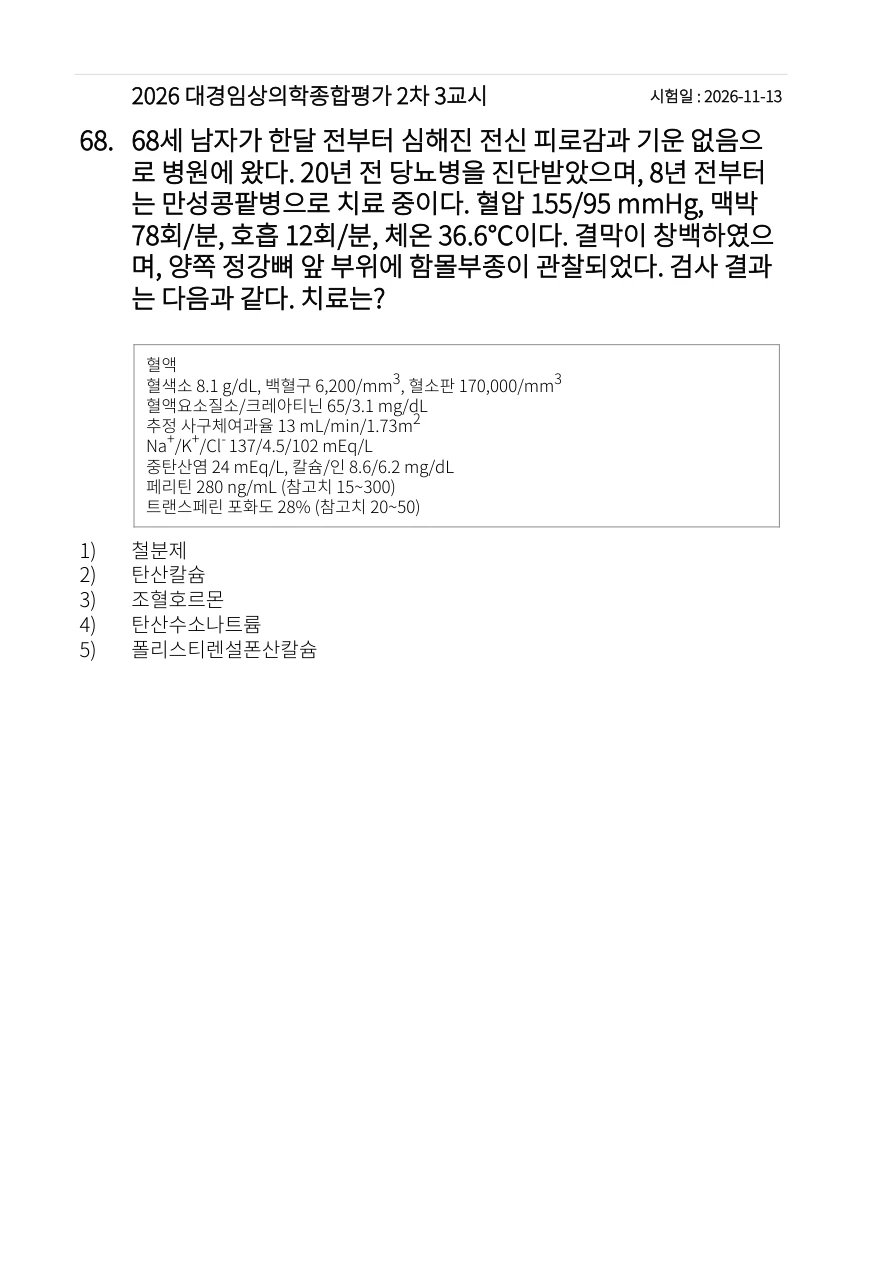 2026 대경임상의학종합평가 2차 3교시
시험일 : 2026-11-13
68. 68세 남자가 한달 전부터 심해진 전신 피로감과 기운 없음으
로 병원에 왔다. 20년 전 당뇨병을 진단받았으며, 8년 전부터
는 만성콩팥병으로 치료 중이다. 혈압 155/95 mmHg, 맥박
78회/분, 호흡 12회/분, 체온 36.6°C이다. 결막이 창백하였으
며, 양쪽 정강뼈 앞 부위에 함몰부종이 관찰되었다. 검사 결과
는 다음과 같다. 치료는?
혈액
혈색소 8.1 g/dL, 백혈구 6,200/mm³, 혈소판 170,000/mm³
혈액요소질소/크레아티닌 65/3.1 mg/dL
추정 사구체여과율 13 mL/min/1.73m²
Na⁺/K⁺/Cl⁻ 137/4.5/102 mEq/L
중탄산염 24 mEq/L, 칼슘/인 8.6/6.2 mg/dL
페리틴 280 ng/mL (참고치 15~300)
트랜스페린 포화도 28% (참고치 20~50)
1) 철분제
2) 탄산칼슘
3) 조혈호르몬
4) 탄산수소나트륨
5) 폴리스티렌설폰산칼슘